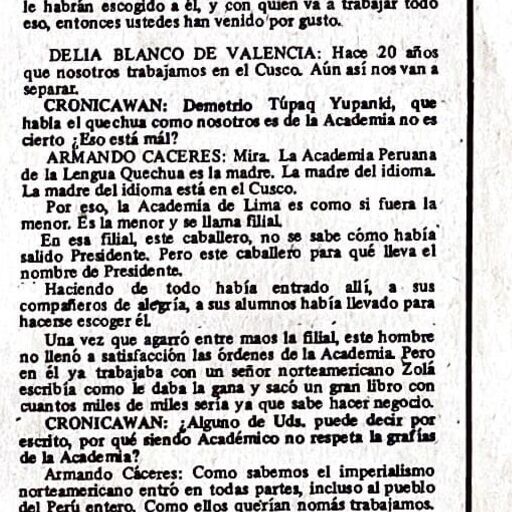 le habrán escogido a él, y con quien va a trabajar todo
eso, entonces ustedes han venido por gusto.
DELIA BLANCO DE VALENCIA: Hace 20 años
que nosotros trabajamos en el Cusco. Aún así nos van a
separar.
CRONICAWAN: Demetrio Túpaq Yupanki, que
habla el quechua como nosotros es de la Academia no es
cierto ¿Eso está mál?
ARMANDO CACERES: Mira. La Academia Peruana
de la Lengua Quechua es la madre. La madre del idioma.
La madre del idioma está en el Cusco.
Por eso, la Academia de Lima es como si fuera la
menor. Es la menor y se llama filial.
En esa filial, este caballero, no se sabe cómo había
salido Presidente. Pero este caballero para qué lleva el
nombre de Presidente.
Haciendo de todo había entrado allí, a sus
compañeros de alegría, a sus alumnos había llevado para
hacerse escoger él.
Una vez que agarró entre maos la filial, este hombre
no llenó a satisfacción las órdenes de la Academia. Pero
en él ya trabajaba con un señor norteamericano Zolá
escribía como le daba la gana y sacó un gran libro con
cuantos miles de miles sería ya que sabe hacer negocio.
CRONICAWAN: ¿Alguno de Uds. puede decir por
escrito, por qué siendo Académico no respeta la grafías
de la Academia?
Armando Cáceres: Como sabemos el imperialismo
norteamericano entró en todas partes, incluso al pueblo
del Perú entero. Como ellos querían nomás trabajamos.